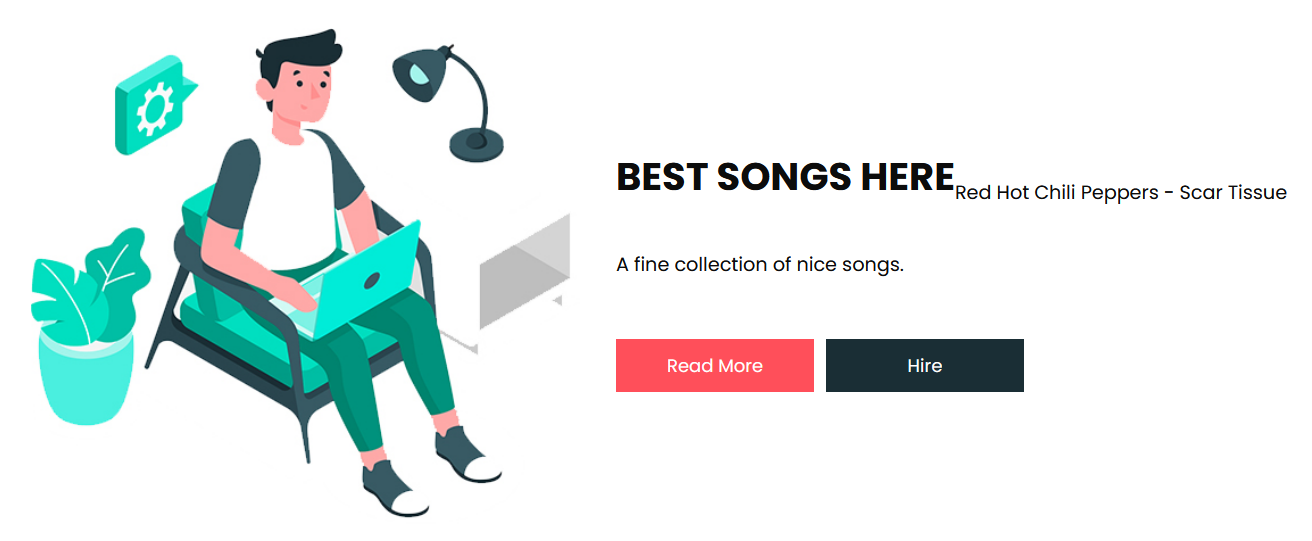 BEST SONGS HERE Red Hot Chili Peppers - Scar Tissue
A fine collection of nice songs.
Read More Hire